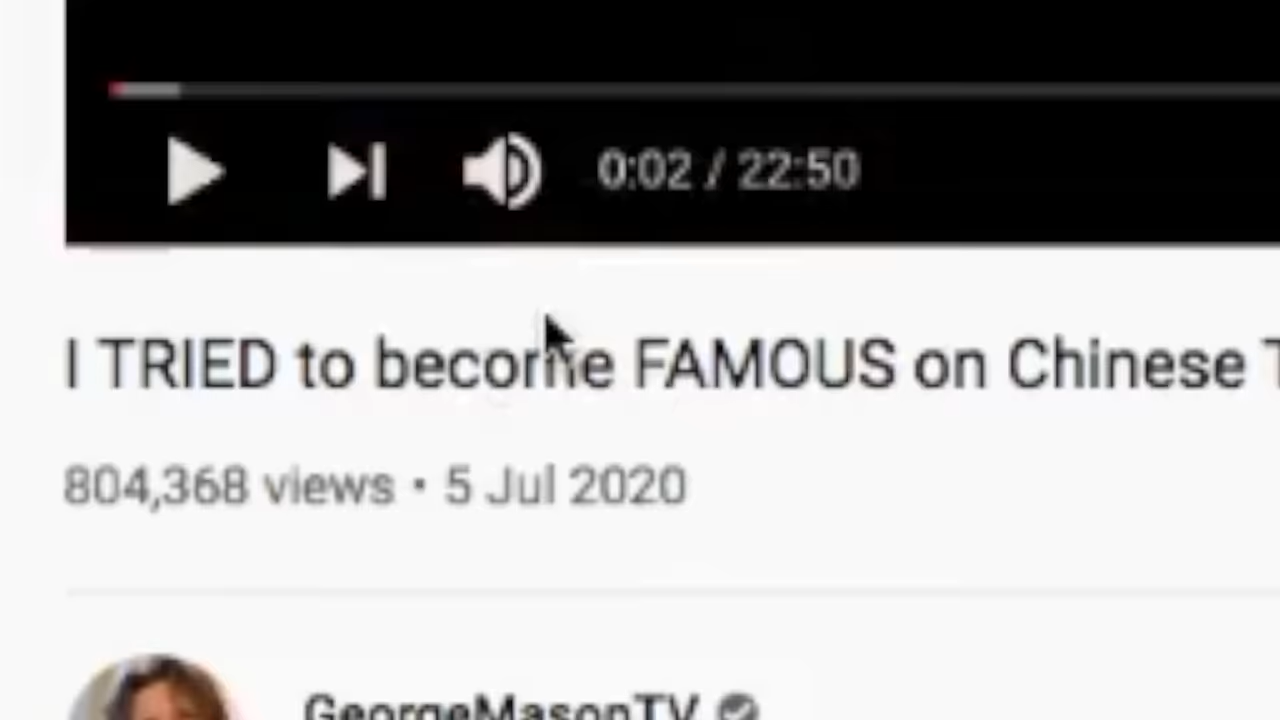 0:02 / 22:50
I TRIED to become FAMOUS on Chinese T
804,368 views • 5 Jul 2020
GeorgeMasonTV